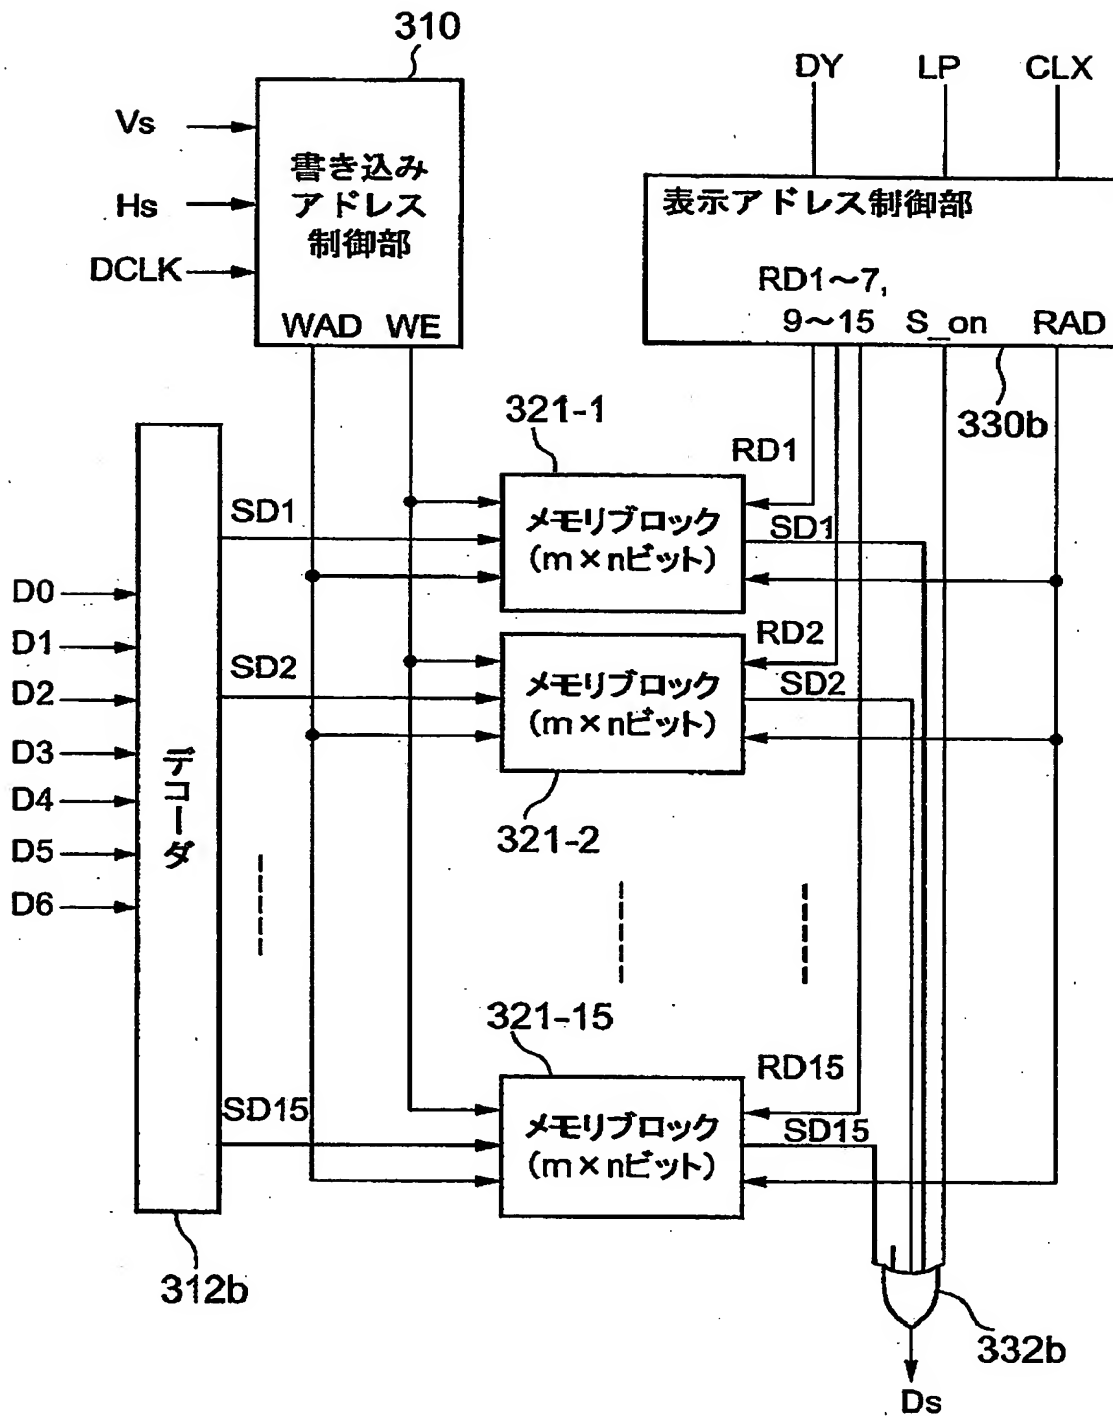 310
DY
LP
CLX
Vs
Hs
DCLK
書き込み
アドレス
制御部
WAD
WE
表示アドレス制御部
RD1～7,
9～15
S_on
RAD
330b
321-1
RD1
SD1
メモリブロック
(m×nビット)
SD1
D0
D1
D2
D3
D4
D5
D6
デコーダ
SD2
RD2
メモリブロック
(m×nビット)
SD2
321-2
321-15
RD15
SD15
メモリブロック
(m×nビット)
SD15
312b
332b
Ds